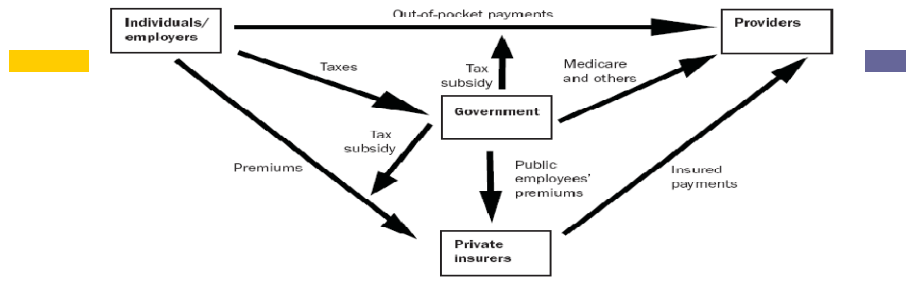 Out-of-pocket payments
Individuals/
employers
Providers
Taxes
Tax
subsidy
Medicare
and others
Government
Tax
subsidy
Premiums
Public
employees'
premiums
Insured
payments
Private
insurers